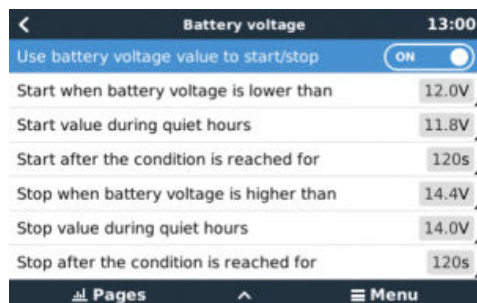 Battery voltage 13:00
Use battery voltage value to start/stop ON
Start when battery voltage is lower than 12.0V
Start value during quiet hours 11.8V
Start after the condition is reached for 120s
Stop when battery voltage is higher than 14.4V
Stop value during quiet hours 14.0V
Stop after the condition is reached for 120s
Pages Menu